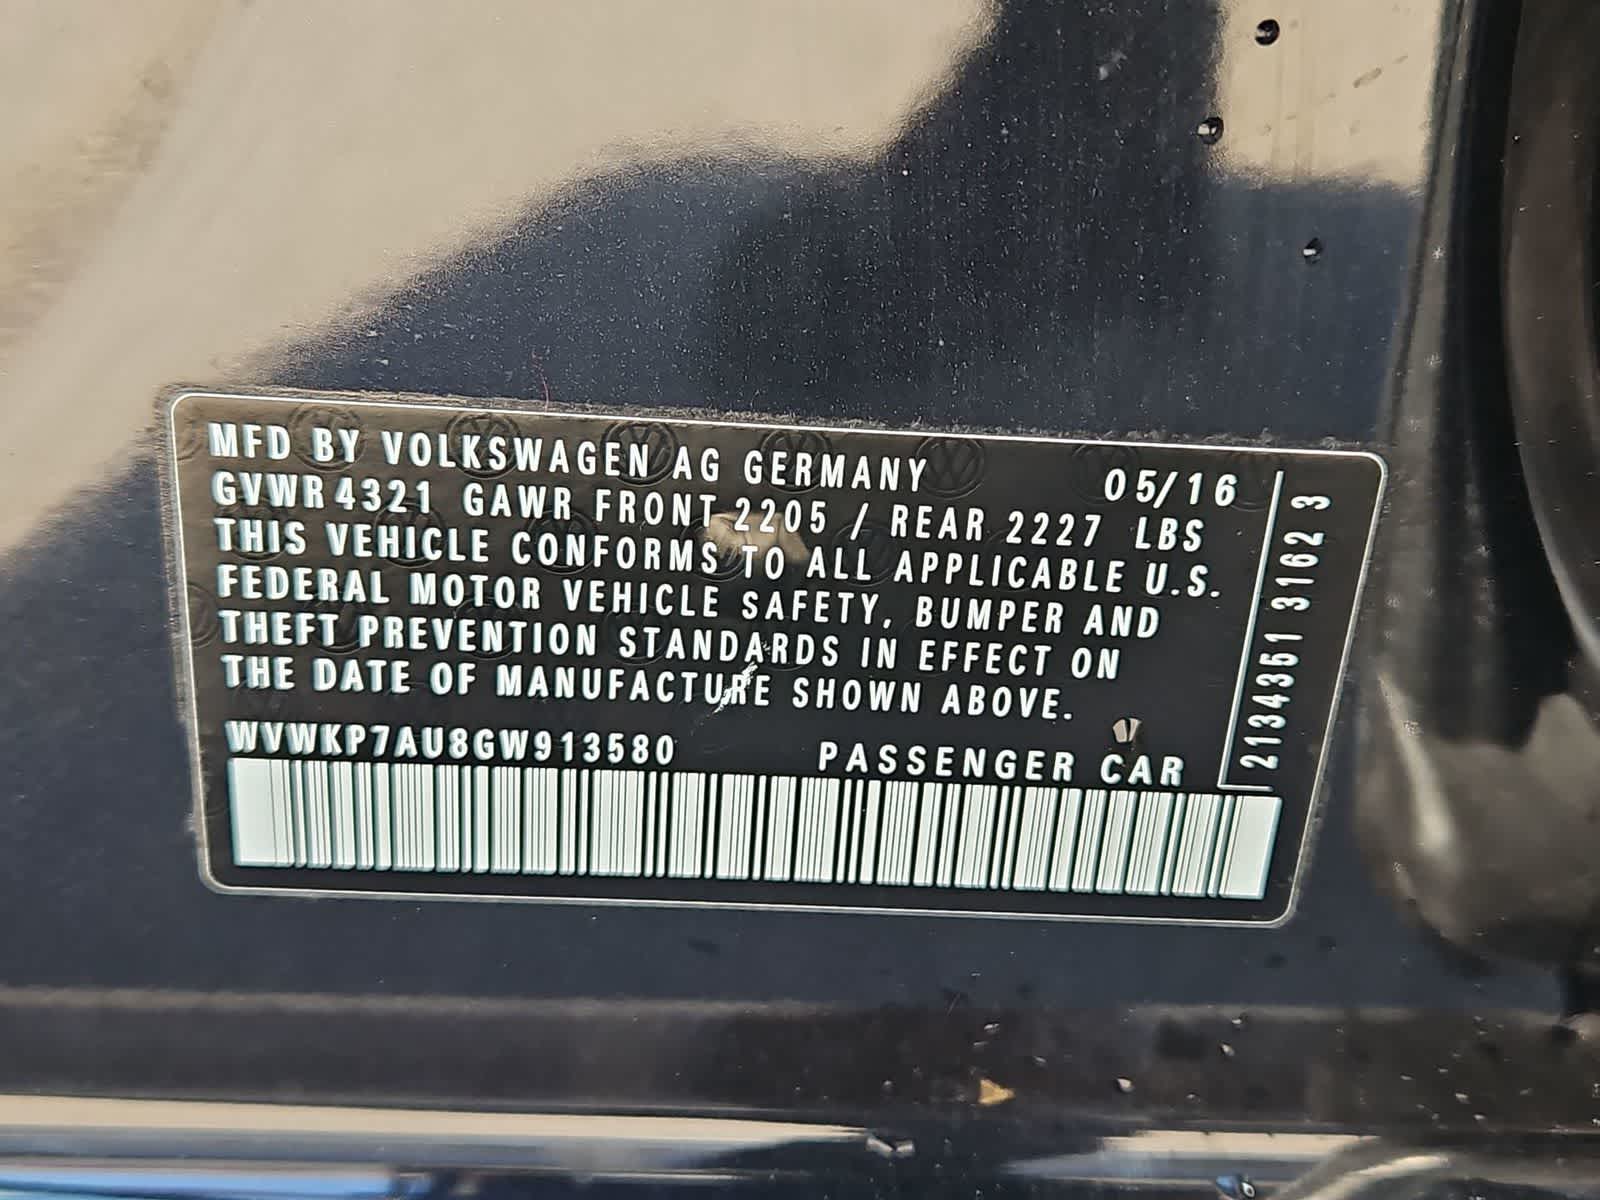 MFD BY VOLKSWAGEN AG GERMANY 05/16
GVWR 4321 GAWR FRONT 2205 / REAR 2227 LBS
THIS VEHICLE CONFORMS TO ALL APPLICABLE U.S.
FEDERAL MOTOR VEHICLE SAFETY, BUMPER AND
THEFT PREVENTION STANDARDS IN EFFECT ON
THE DATE OF MANUFACTURE SHOWN ABOVE.
WVWKP7AU8GW913580 PASSENGER CAR
2134361 3162 3